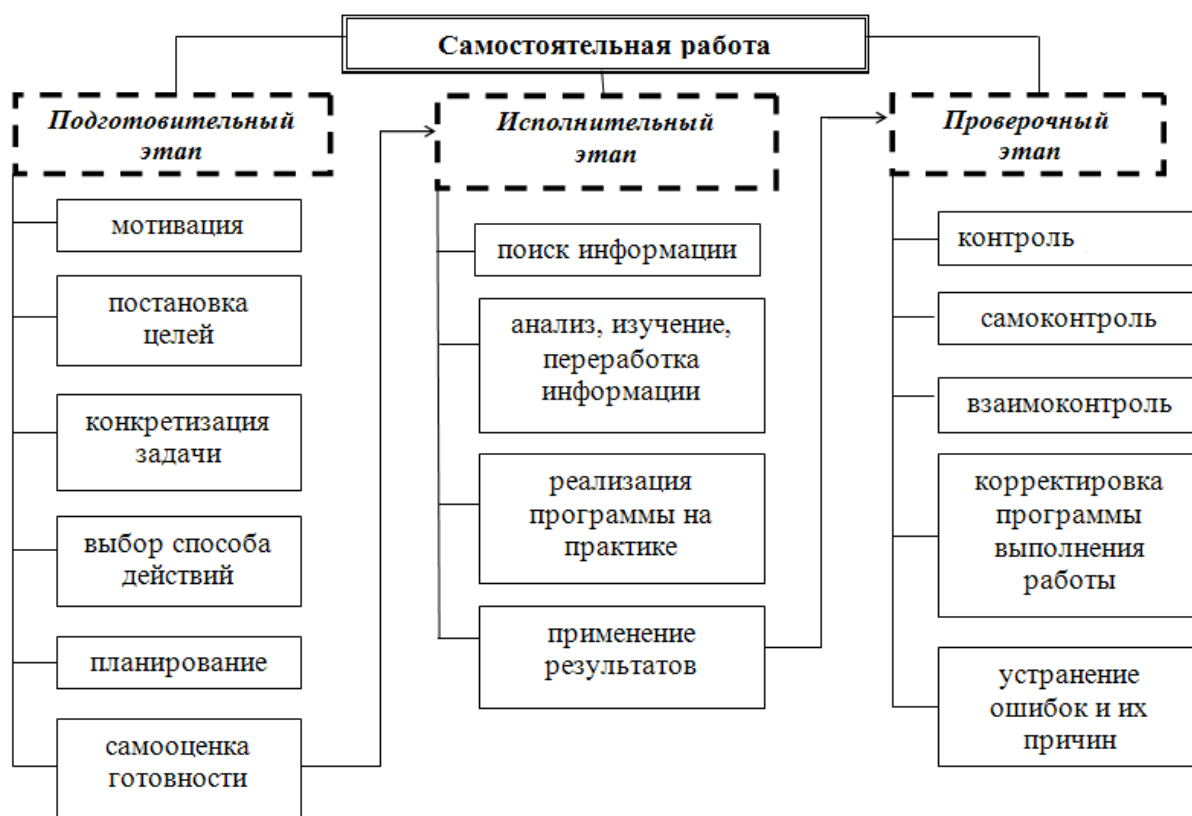 Самостоятельная работа
Подготовительный
этап
мотивация
постановка
целей
конкретизация
задачи
выбор способа
действий
планирование
самооценка
готовности
Исполнительный
этап
поиск информации
анализ, изучение,
переработка
информации
реализация
программы на
практике
применение
результатов
Проверочный
этап
контроль
самоконтроль
взаимоконтроль
корректировка
программы
выполнения
работы
устранение
ошибок и их
причин